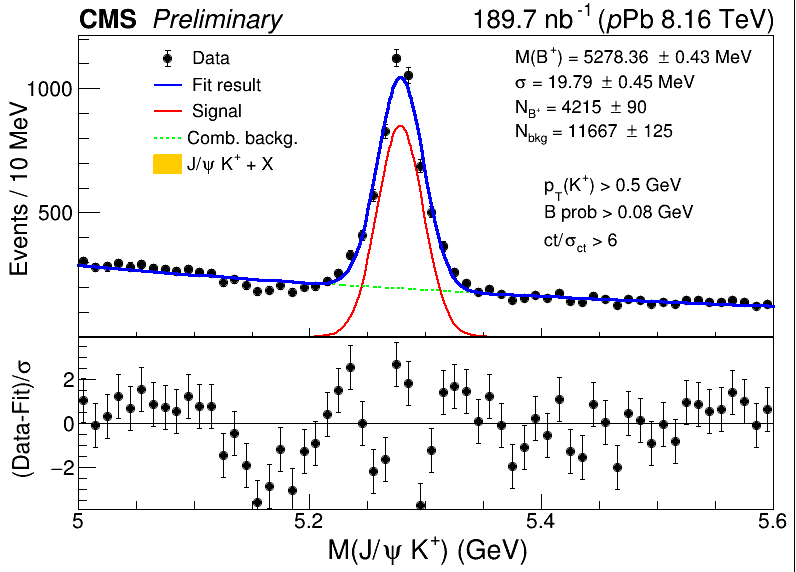 CMS Preliminary 189.7 nb⁻¹ (pPb 8.16 TeV)
Data
Fit result
Signal
Comb. backg.
J/ψ K⁺ + X
M(B⁺) = 5278.36 ± 0.43 MeV
σ = 19.79 ± 0.45 MeV
N_B⁺ = 4215 ± 90
N_bkg = 11667 ± 125
p_T(K⁺) > 0.5 GeV
B prob > 0.08 GeV
ct/σ_ct > 6
Events / 10 MeV
1000
500
(Data-Fit)/σ
2
0
−2
5 5.2 5.4 5.6
M(J/ψ K⁺) (GeV)